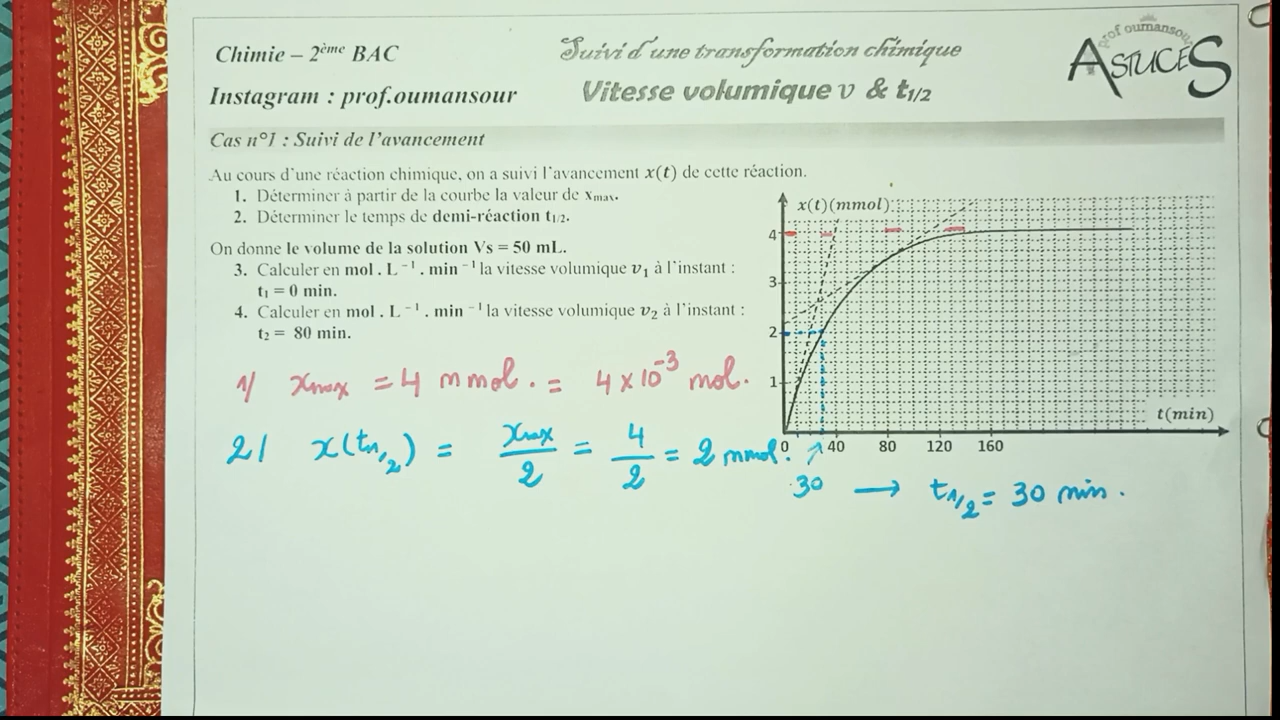 Chimie – 2ème BAC
Suivi d'une transformation chimique
prof oumansour
ASTUCES
Instagram : prof.oumansour
Vitesse volumique υ & t1/2
Cas n°1 : Suivi de l'avancement
Au cours d'une réaction chimique, on a suivi l'avancement x(t) de cette réaction.
1. Déterminer à partir de la courbe la valeur de xmax.
2. Déterminer le temps de demi-réaction t1/2.
On donne le volume de la solution Vs = 50 mL.
3. Calculer en mol . L⁻¹ . min⁻¹ la vitesse volumique υ1 à l'instant :
t1 = 0 min.
4. Calculer en mol . L⁻¹ . min⁻¹ la vitesse volumique υ2 à l'instant :
t2 = 80 min.
x(t)(mmol)
4
3
2
1
t(min)
0 40 80 120 160
1/ xmax = 4 mmol. = 4 × 10⁻³ mol.
2/ x(t1/2) = xmax/2 = 4/2 = 2 mmol.
30 → t1/2 = 30 min.